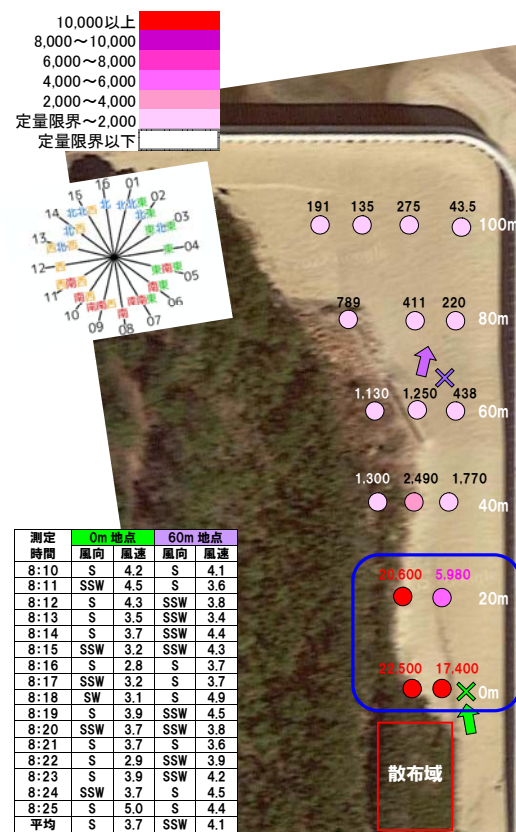 10,000以上
8,000～10,000
6,000～8,000
4,000～6,000
2,000～4,000
定量限界～2,000
定量限界以下
16 北
01 北北東
02 北東
03 東北東
04 東
05 東南東
06 南東
07 南南東
08 南
09 南南西
10 南西
11 西南西
12 西
13 西北西
14 北西
15 北北西
191 135 275 43.5 100m
789 411 220 80m
1,130 1,250 438 60m
1,300 2,490 1,770 40m
20,600 5,980 20m
22,500 17,400 0m
散布域
測定時間 0m 地点 60m 地点
風向 風速 風向 風速
8:10 S 4.2 S 4.1
8:11 SSW 4.5 S 3.6
8:12 S 4.3 SSW 3.8
8:13 S 3.5 SSW 3.4
8:14 S 3.7 SSW 4.4
8:15 SSW 3.2 SSW 4.3
8:16 S 2.8 S 3.7
8:17 SSW 3.2 S 3.7
8:18 SW 3.1 S 4.9
8:19 S 3.9 SSW 4.5
8:20 SSW 3.7 SSW 3.8
8:21 S 3.7 S 3.6
8:22 S 2.9 SSW 3.9
8:23 S 3.9 SSW 4.2
8:24 SSW 3.7 S 4.5
8:25 S 5.0 S 4.4
平均 S 3.7 SSW 4.1